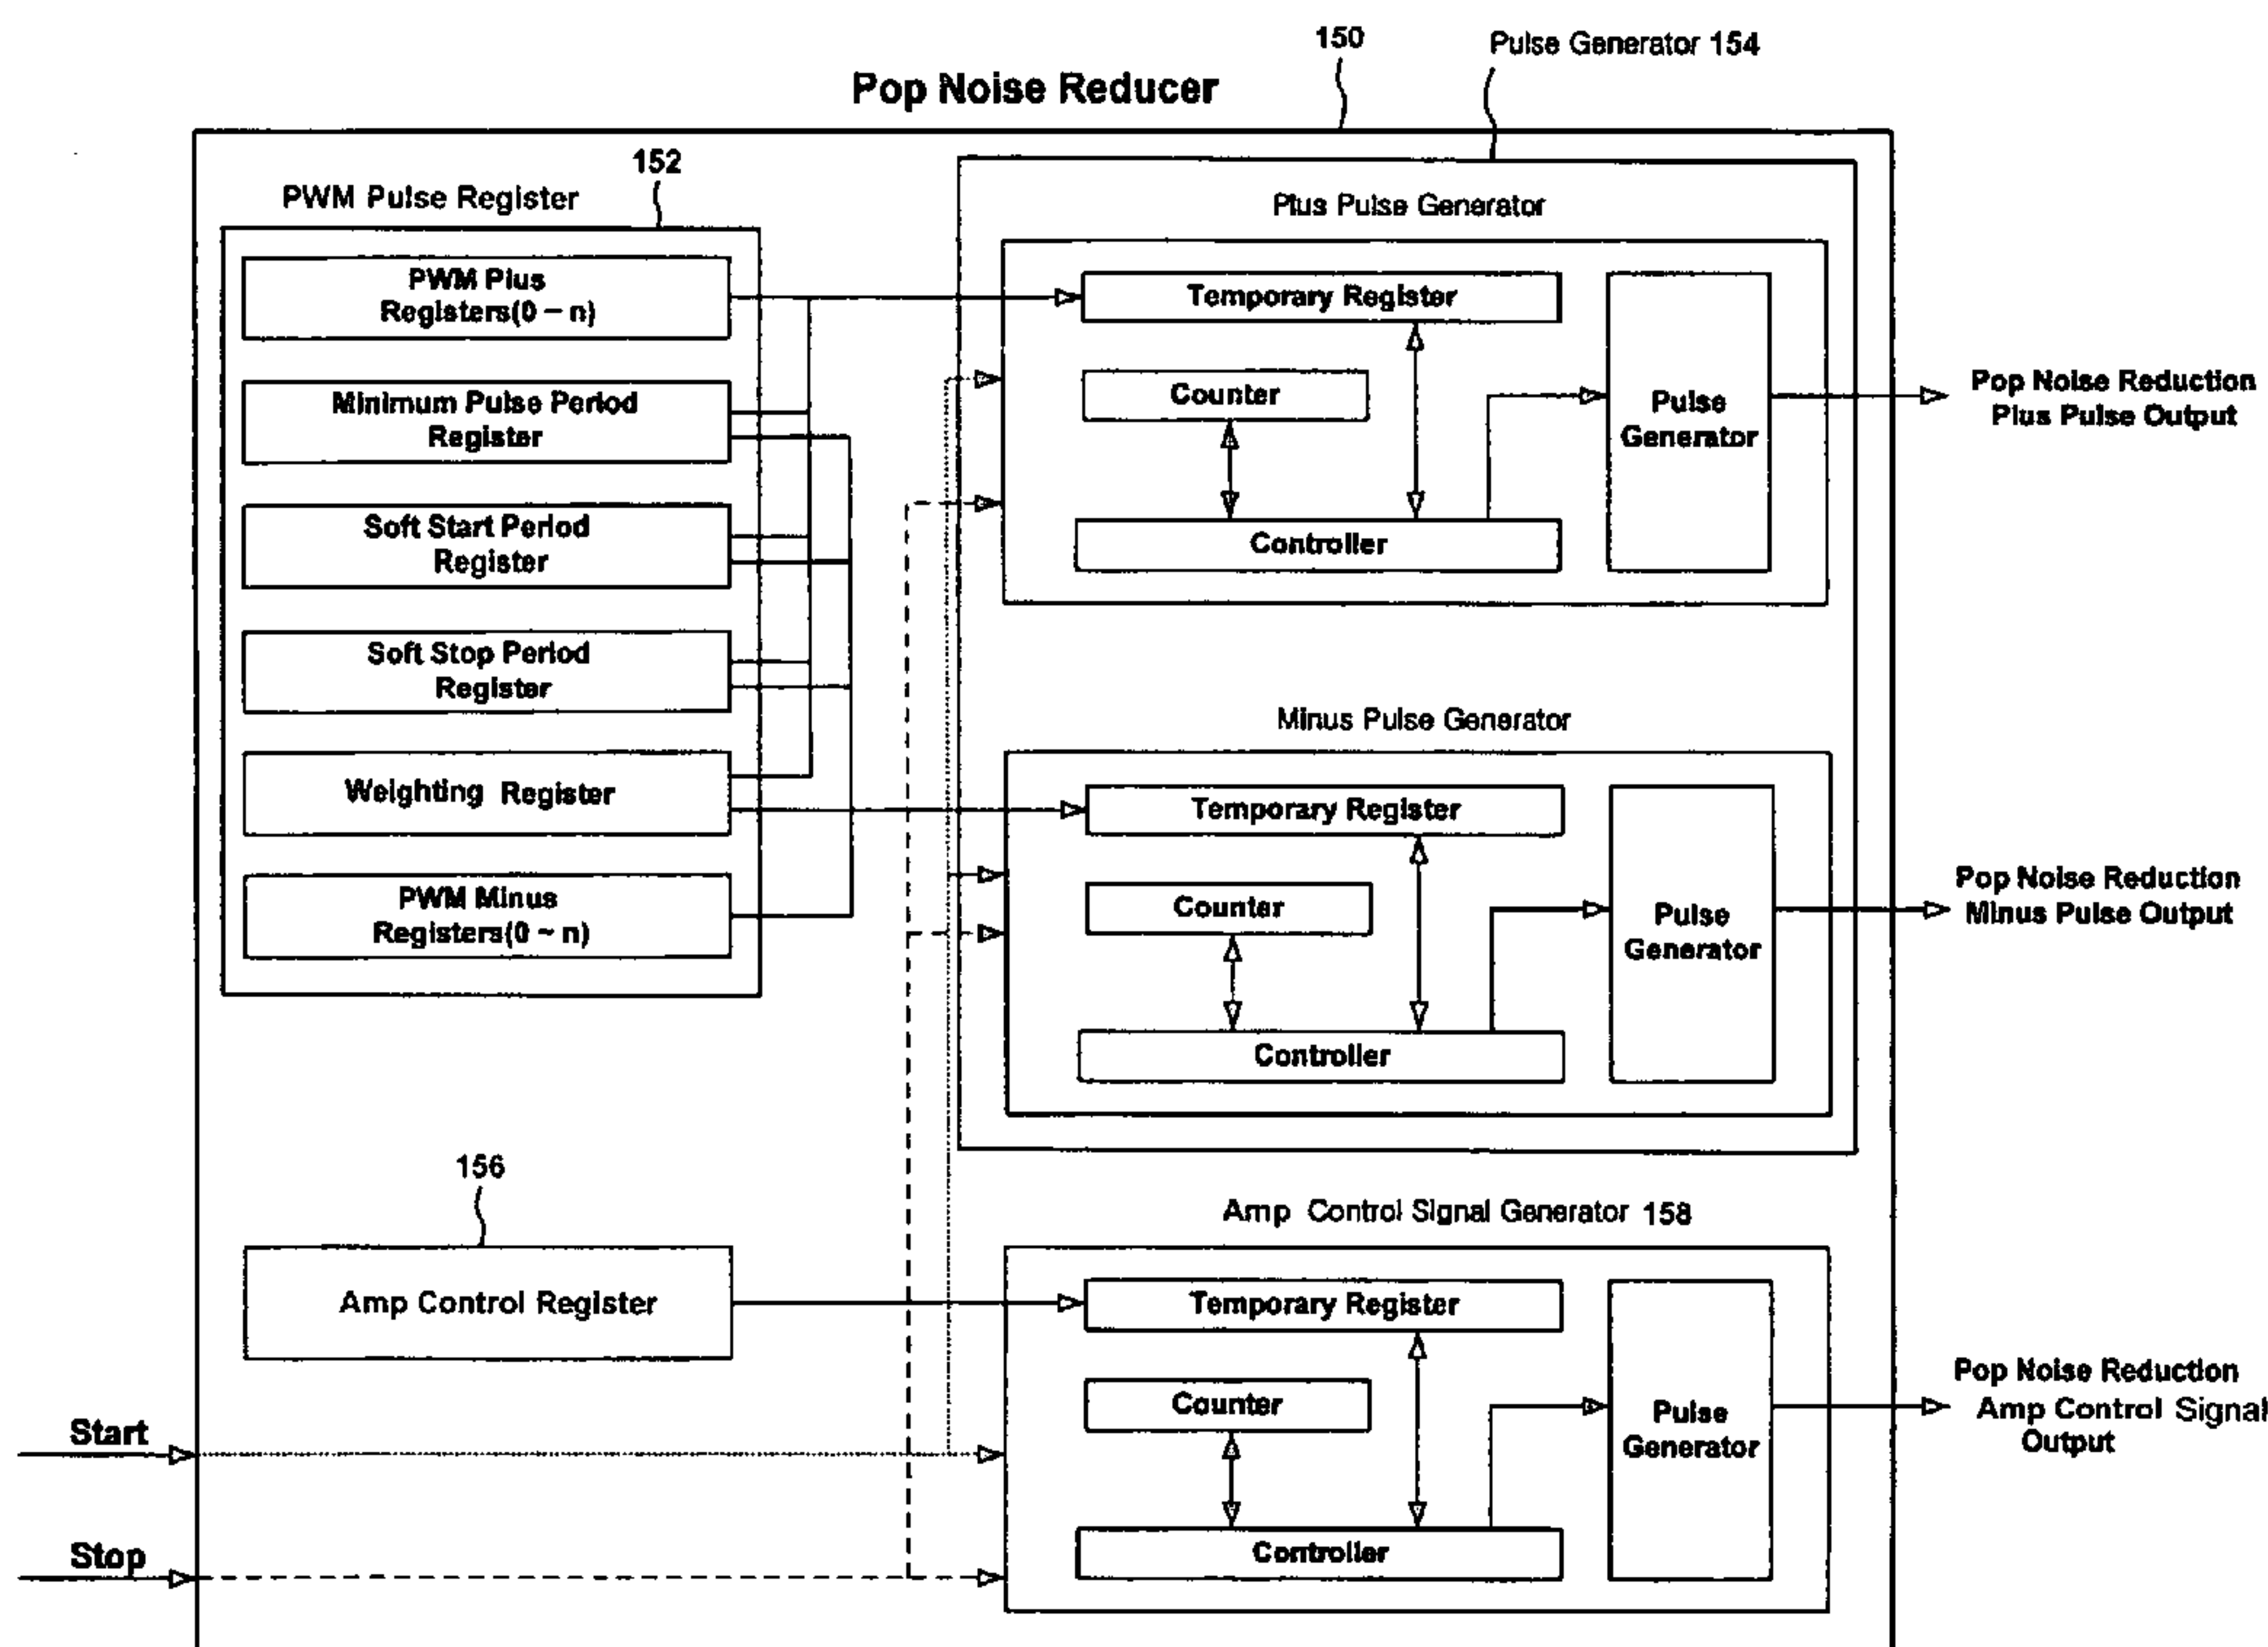 150
Pulse Generator 154
Pop Noise Reducer
152
PWM Pulse Register
PWM Plus
Registers(0 ~ n)
Minimum Pulse Period
Register
Soft Start Period
Register
Soft Stop Period
Register
Weighting Register
PWM Minus
Registers(0 ~ n)
Plus Pulse Generator
Temporary Register
Counter
Controller
Pulse
Generator
Pop Noise Reduction
Plus Pulse Output
Minus Pulse Generator
Temporary Register
Counter
Controller
Pulse
Generator
Pop Noise Reduction
Minus Pulse Output
156
Amp Control Register
Amp Control Signal Generator 158
Temporary Register
Counter
Controller
Pulse
Generator
Pop Noise Reduction
Amp Control Signal
Output
Start
Stop